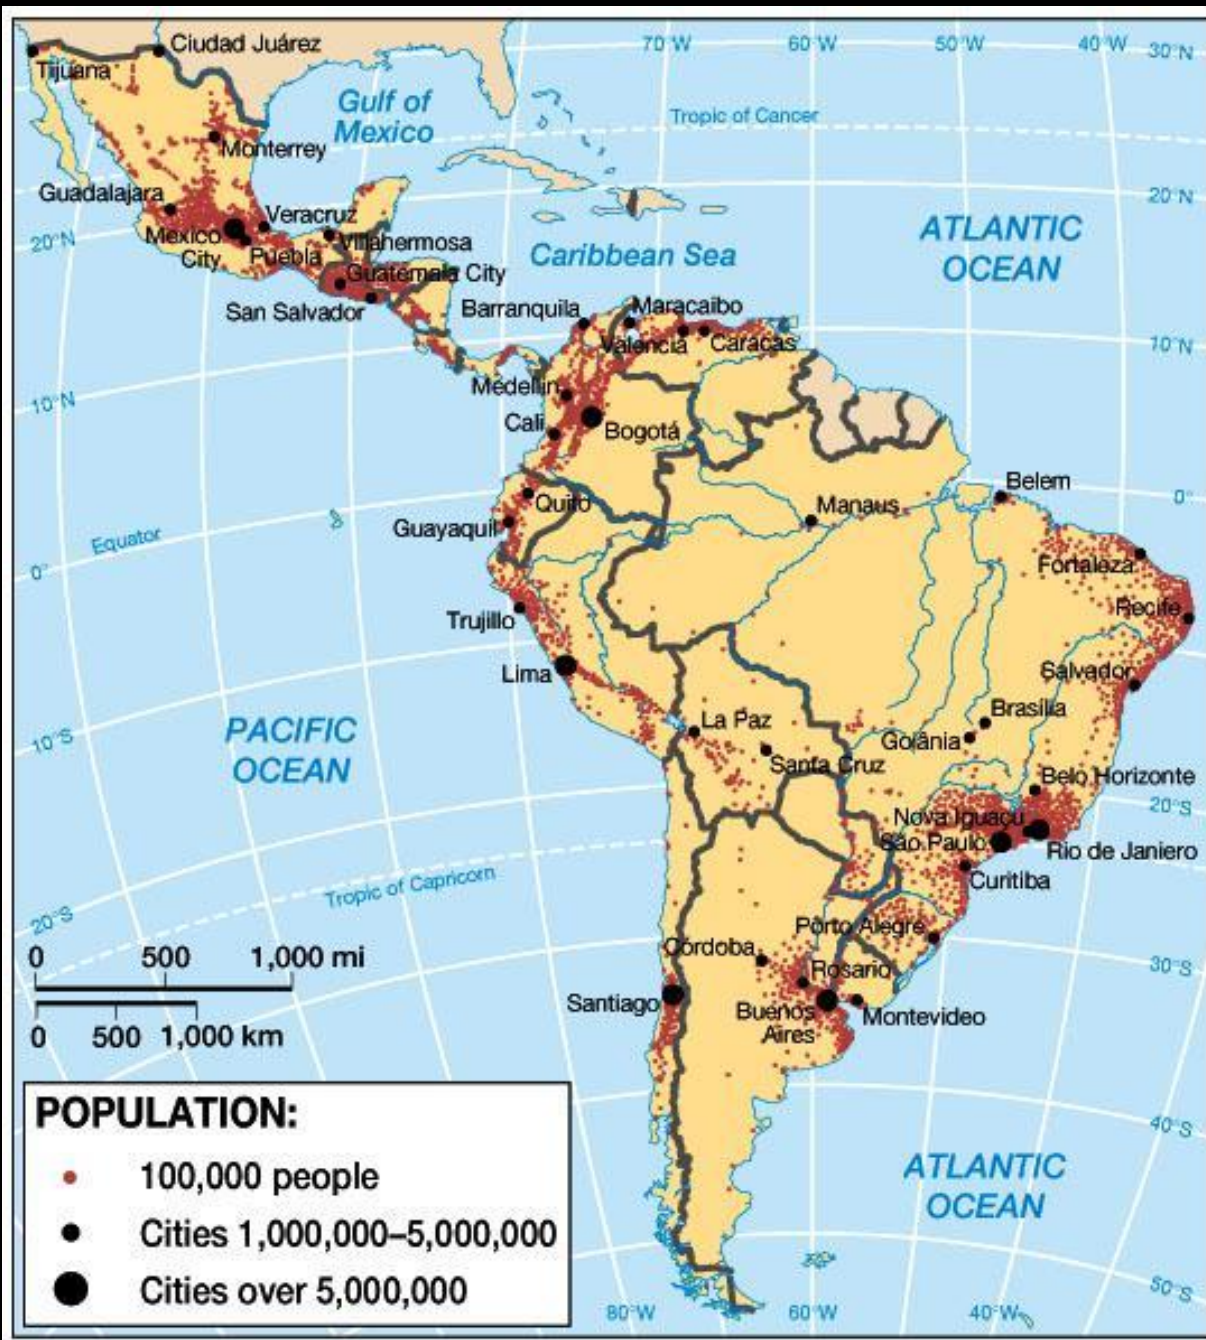 Ciudad Juárez
Tijuana
70°W
60°W
50°W
40°W
30°N
Gulf of
Mexico
Tropic of Cancer
Monterrey
Guadalajara
20°N
Veracruz
Mexico
City
Puebla
Villahermosa
20°N
ATLANTIC
OCEAN
Caribbean Sea
Guatemala City
San Salvador
Barranquila
Maracaibo
Valencia
Caracas
10°N
Medellín
10°N
Cali
Bogotá
Belem
0°
Quito
Manaus
Guayaquil
Equator
Fortaleza
0°
Recife
Trujillo
Lima
Salvador
Brasília
La Paz
PACIFIC
OCEAN
Goiânia
10°S
Santa Cruz
Belo Horizonte
20°S
Nova Iguacu
São Paulo
Rio de Janiero
Tropic of Capricorn
Curitiba
20°S
Pôrto Alegre
Córdoba
0
500
1,000 mi
Rosario
30°S
Santiago
Buenos
Aires
Montevideo
0
500
1,000 km
POPULATION:
100,000 people
Cities 1,000,000–5,000,000
Cities over 5,000,000
40°S
ATLANTIC
OCEAN
50°S
80°W
60°W
40°W